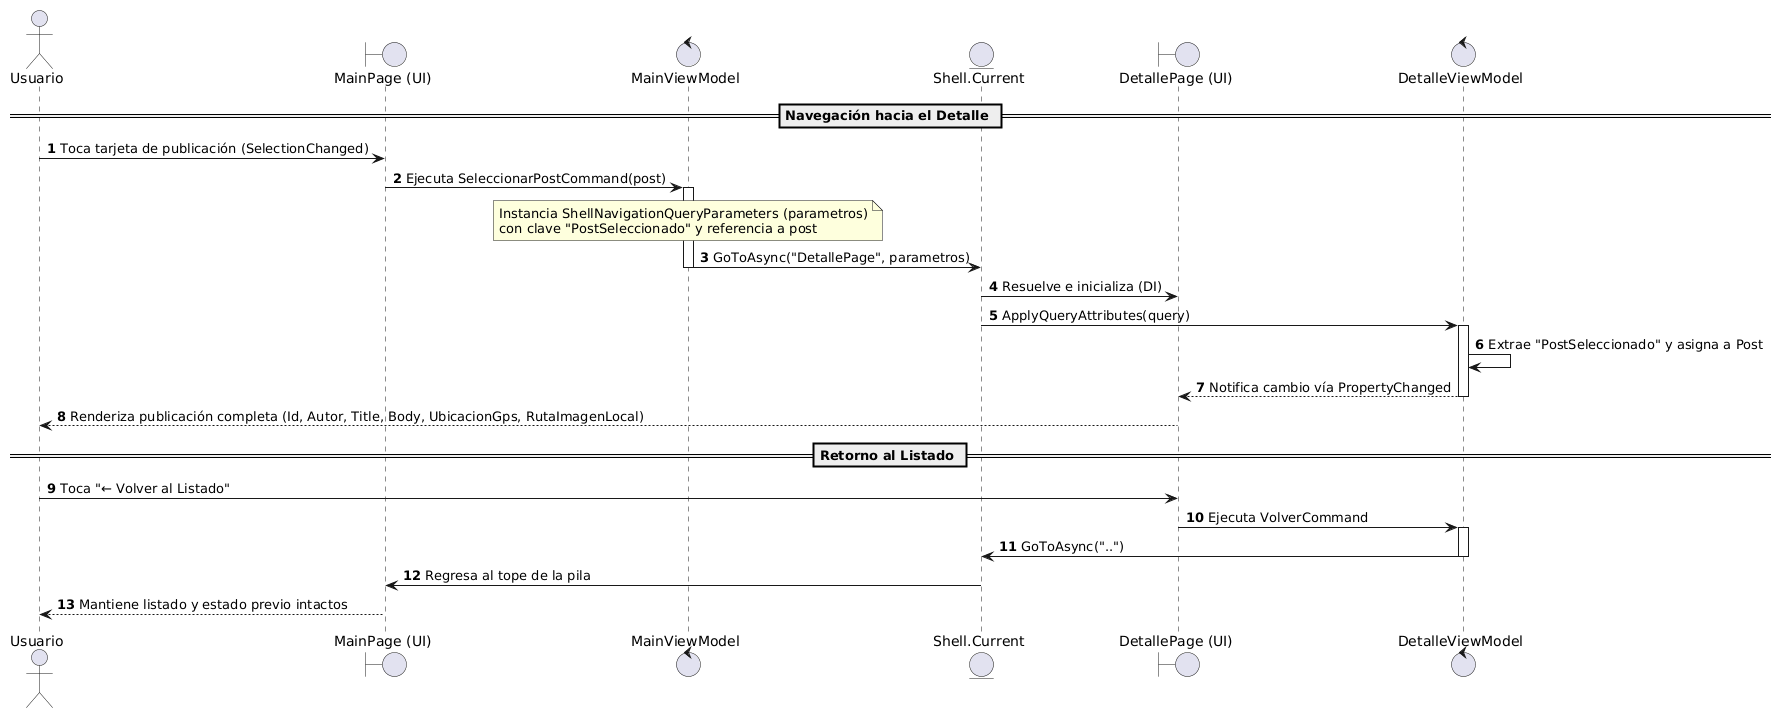 Usuario
MainPage (UI)
MainViewModel
Shell.Current
DetallePage (UI)
DetalleViewModel
Navegación hacia el Detalle
1 Toca tarjeta de publicación (SelectionChanged)
2 Ejecuta SeleccionarPostCommand(post)
Instancia ShellNavigationQueryParameters (parametros)
con clave "PostSeleccionado" y referencia a post
3 GoToAsync("DetallePage", parametros)
4 Resuelve e inicializa (DI)
5 ApplyQueryAttributes(query)
6 Extrae "PostSeleccionado" y asigna a Post
7 Notifica cambio vía PropertyChanged
8 Renderiza publicación completa (Id, Autor, Title, Body, UbicacionGps, RutaImagenLocal)
Retorno al Listado
9 Toca "← Volver al Listado"
10 Ejecuta VolverCommand
11 GoToAsync("..")
12 Regresa al tope de la pila
13 Mantiene listado y estado previo intactos
Usuario
MainPage (UI)
MainViewModel
Shell.Current
DetallePage (UI)
DetalleViewModel